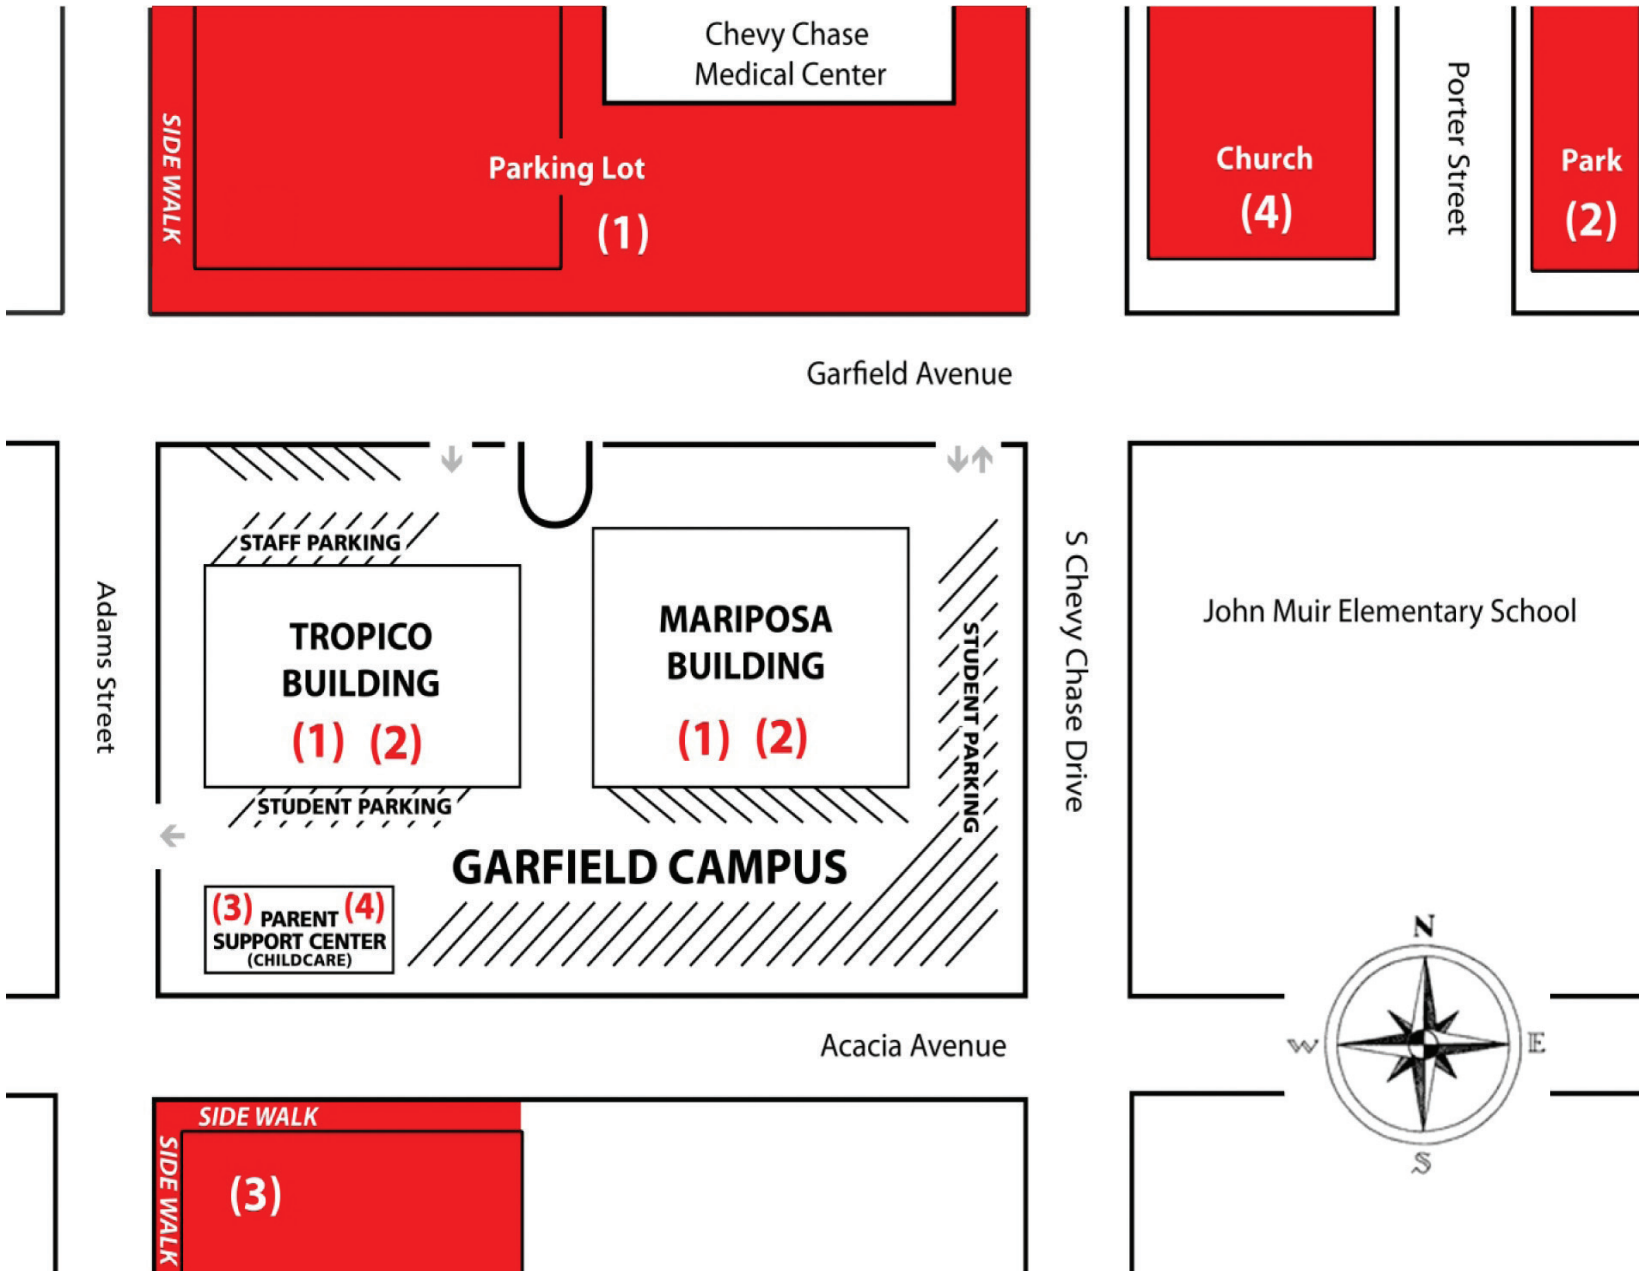 Chevy Chase
Medical Center
SIDE WALK
Parking Lot
(1)
Church
(4)
Porter Street
Park
(2)
Garfield Avenue
STAFF PARKING
TROPICO
BUILDING
(1) (2)
STUDENT PARKING
MARIPOSA
BUILDING
(1) (2)
STUDENT PARKING
Adams Street
S Chevy Chase Drive
John Muir Elementary School
GARFIELD CAMPUS
(3) PARENT (4)
SUPPORT CENTER
(CHILDCARE)
Acacia Avenue
N
W
E
S
SIDE WALK
SIDE WALK
(3)